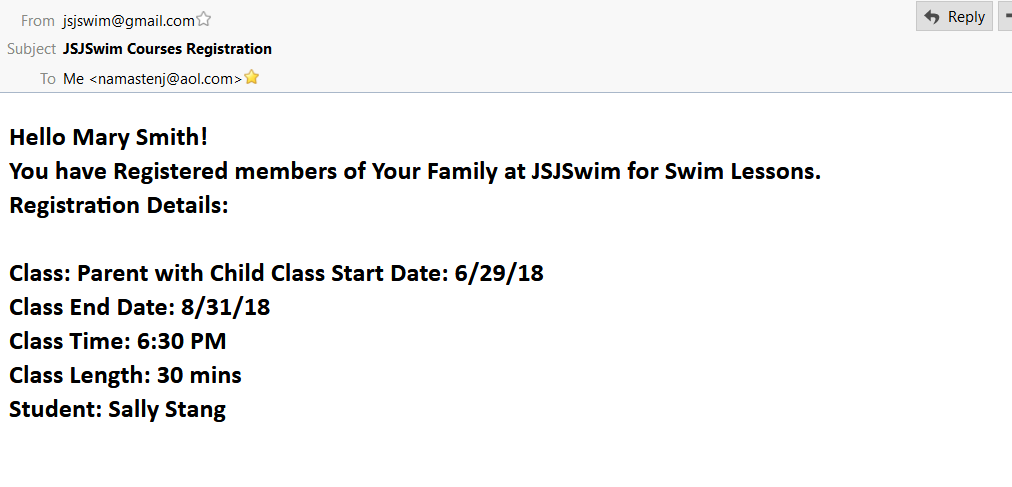 From jsjswim@gmail.com
Reply
Subject JSJSwim Courses Registration
To Me <namastenj@aol.com>
Hello Mary Smith!
You have Registered members of Your Family at JSJSwim for Swim Lessons.
Registration Details:
Class: Parent with Child Class Start Date: 6/29/18
Class End Date: 8/31/18
Class Time: 6:30 PM
Class Length: 30 mins
Student: Sally Stang